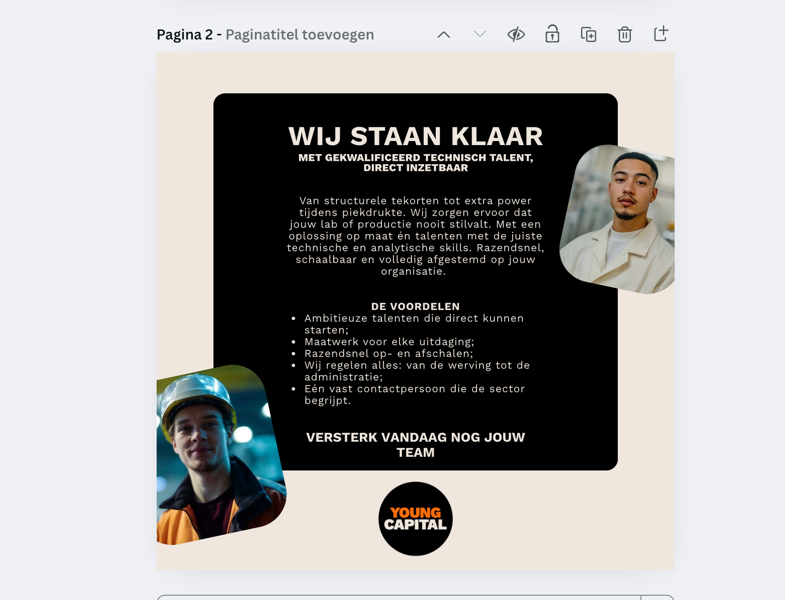 Pagina 2 - Paginatitel toevoegen
WIJ STAAN KLAAR
MET GEKWALIFICEERD TECHNISCH TALENT,
DIRECT INZETBAAR
Van structurele tekorten tot extra power
tijdens piekdrukte. Wij zorgen ervoor dat
jouw lab of productie nooit stilvalt. Met een
oplossing op maat én talenten met de juiste
technische en analytische skills. Razendsnel,
schaalbaar en volledig afgestemd op jouw
organisatie.
DE VOORDELEN
• Ambitieuze talenten die direct kunnen
starten;
• Maatwerk voor elke uitdaging;
• Razendsnel op- en afschalen;
• Wij regelen alles: van de werving tot de
administratie;
• Eén vast contactpersoon die de sector
begrijpt.
VERSTERK VANDAAG NOG JOUW
TEAM
YOUNG
CAPITAL